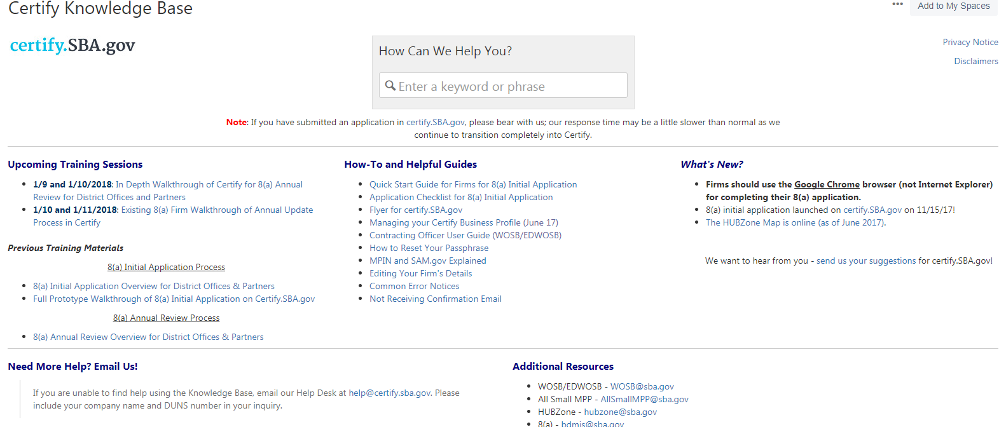 Certify Knowledge Base
••• Add to My Spaces
certify.SBA.gov
How Can We Help You?
Enter a keyword or phrase
Privacy Notice
Disclaimers
Note: If you have submitted an application in certify.SBA.gov, please bear with us; our response time may be a little slower than normal as we
continue to transition completely into Certify.
Upcoming Training Sessions
• 1/9 and 1/10/2018: In Depth Walkthrough of Certify for 8(a) Annual
Review for District Offices and Partners
• 1/10 and 1/11/2018: Existing 8(a) Firm Walkthrough of Annual Update
Process in Certify
Previous Training Materials
8(a) Initial Application Process
• 8(a) Initial Application Overview for District Offices & Partners
• Full Prototype Walkthrough of 8(a) Initial Application on Certify.SBA.gov
8(a) Annual Review Process
• 8(a) Annual Review Overview for District Offices & Partners
How-To and Helpful Guides
• Quick Start Guide for Firms for 8(a) Initial Application
• Application Checklist for 8(a) Initial Application
• Flyer for certify.SBA.gov
• Managing your Certify Business Profile (June 17)
• Contracting Officer User Guide (WOSB/EDWOSB)
• How to Reset Your Passphrase
• MPIN and SAM.gov Explained
• Editing Your Firm's Details
• Common Error Notices
• Not Receiving Confirmation Email
What's New?
• Firms should use the Google Chrome browser (not Internet Explorer)
for completing their 8(a) application.
• 8(a) initial application launched on certify.SBA.gov on 11/15/17!
• The HUBZone Map is online (as of June 2017).
We want to hear from you - send us your suggestions for certify.SBA.gov!
Need More Help? Email Us!
If you are unable to find help using the Knowledge Base, email our Help Desk at help@certify.sba.gov. Please
include your company name and DUNS number in your inquiry.
Additional Resources
• WOSB/EDWOSB - WOSB@sba.gov
• All Small MPP - AllSmallMPP@sba.gov
• HUBZone - hubzone@sba.gov
• 8(a) - bdmis@sba.gov